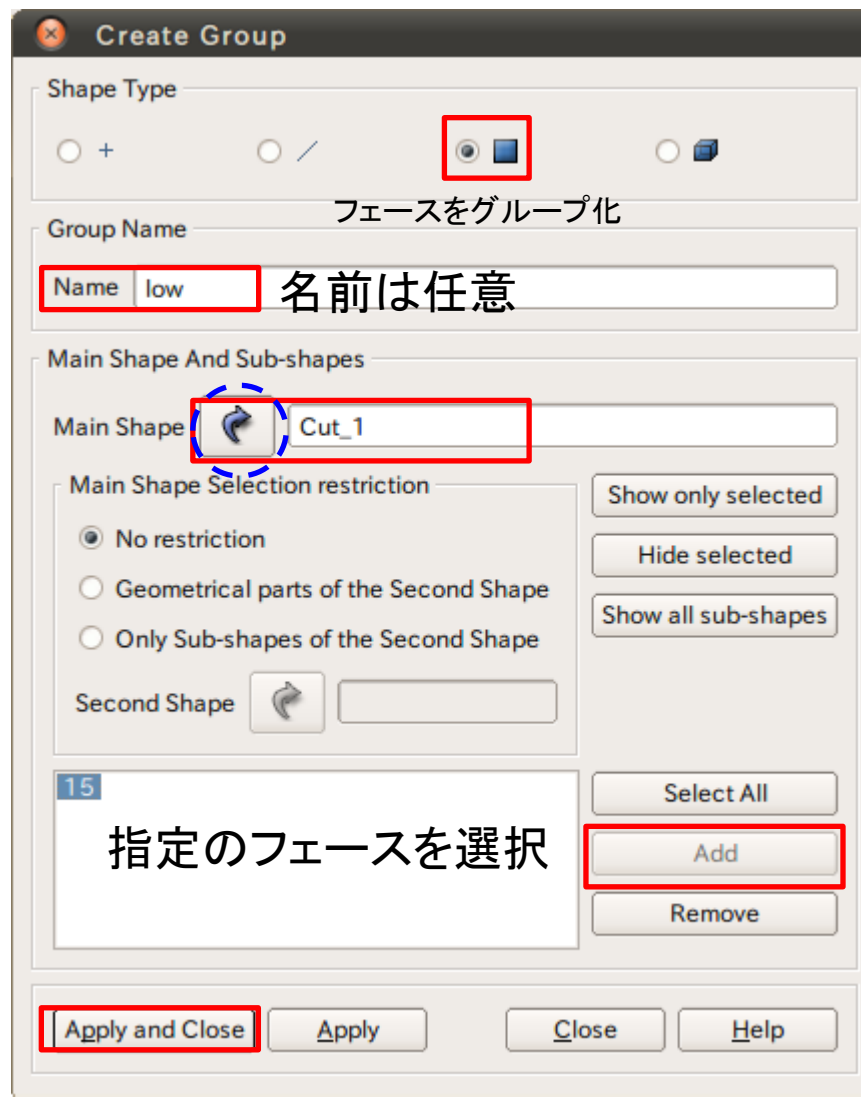 Create Group
Shape Type
フェースをグループ化
Group Name
Name low 名前は任意
Main Shape And Sub-shapes
Main Shape Cut_1
Main Shape Selection restriction
Show only selected
No restriction
Hide selected
Geometrical parts of the Second Shape
Show all sub-shapes
Only Sub-shapes of the Second Shape
Second Shape
15
Select All
指定のフェースを選択
Add
Remove
Apply and Close Apply Close Help